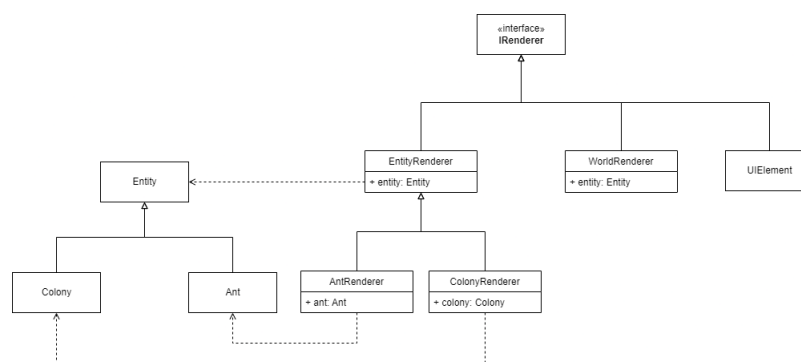 «interface»
IRenderer
EntityRenderer
+ entity: Entity
WorldRenderer
+ entity: Entity
UIElement
Entity
Colony
Ant
AntRenderer
+ ant: Ant
ColonyRenderer
+ colony: Colony